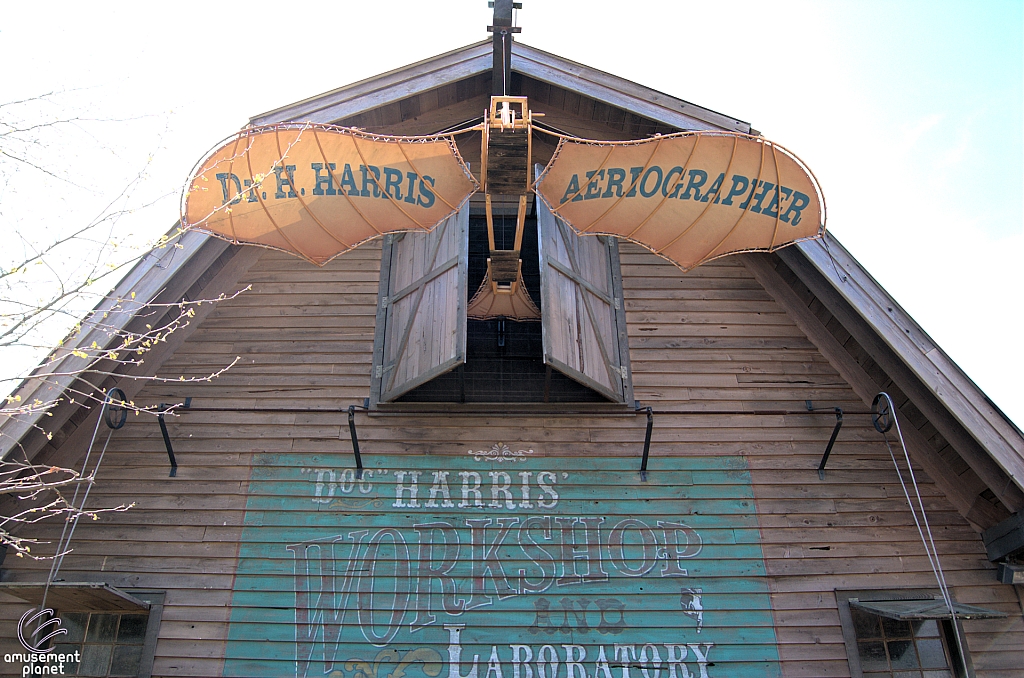 Dr. H. HARRIS AERIOGRAPHER
"Doc" HARRIS'
WORKSHOP
AND
LABORATORY
amusement
planet